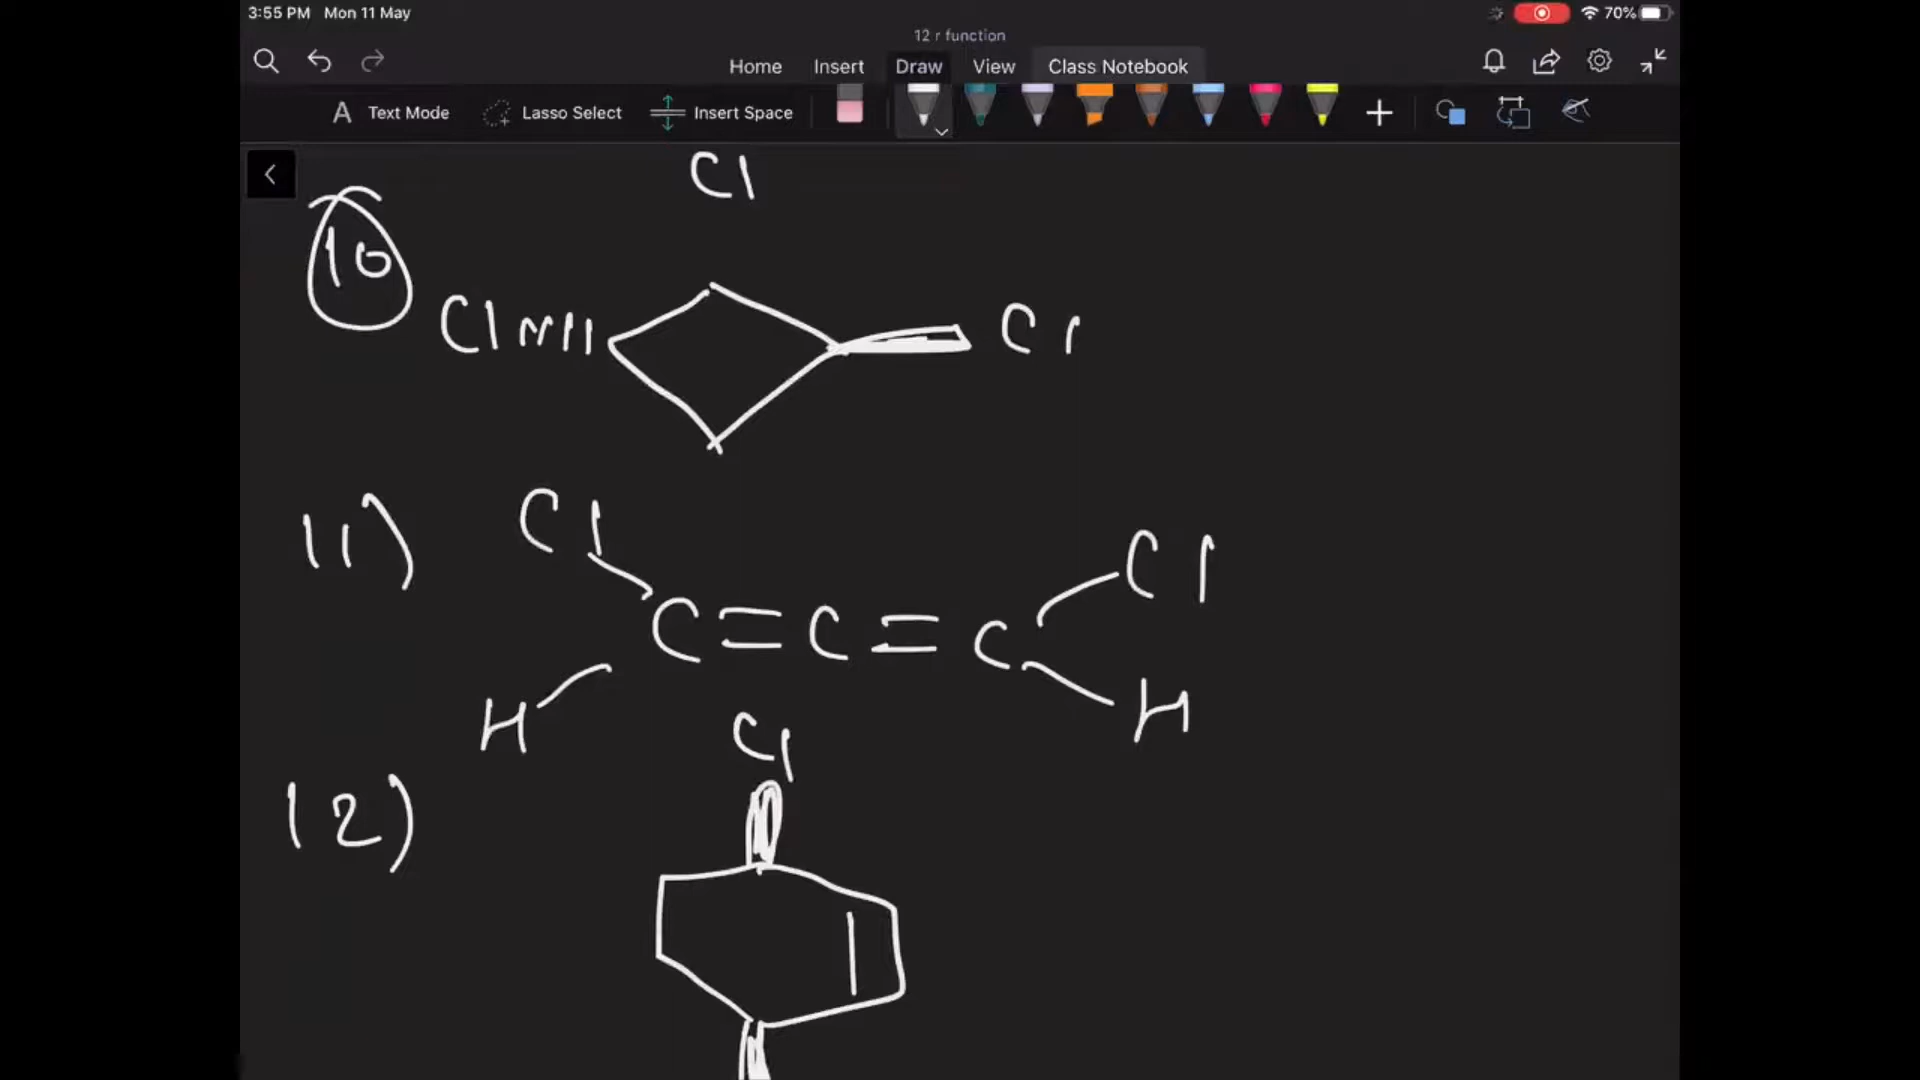 3:55 PM Mon 11 May 70%
12 r function
Home Insert Draw View Class Notebook
A Text Mode Lasso Select Insert Space
Cl
10
Cl Cl
11) Cl Cl
C=C=C
H H
Cl
12)